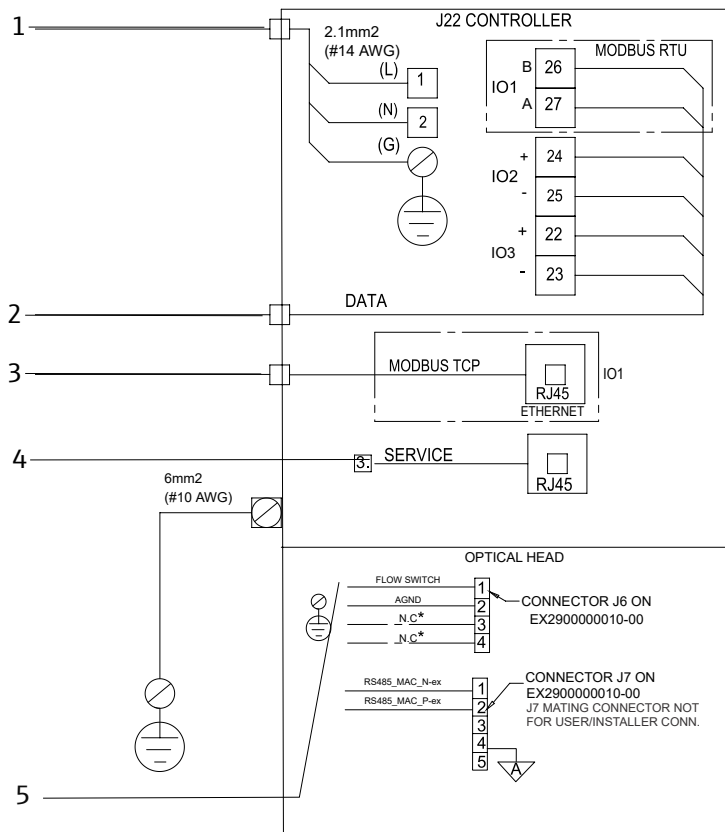 1
J22 CONTROLLER
2.1mm2
(#14 AWG)
(L)
1
(N)
2
(G)
MODBUS RTU
IO1
B
26
A
27
IO2
+
24
-
25
IO3
+
22
-
23
2
DATA
3
MODBUS TCP
RJ45
ETHERNET
IO1
4
3.
SERVICE
RJ45
6mm2
(#10 AWG)
OPTICAL HEAD
FLOW SWITCH
1
AGND
2
N.C*
3
N.C*
4
CONNECTOR J6 ON
EX2900000010-00
RS485_MAC_N-ex
1
RS485_MAC_P-ex
2
3
4
5
A
CONNECTOR J7 ON
EX2900000010-00
J7 MATING CONNECTOR NOT
FOR USER/INSTALLER CONN.
5